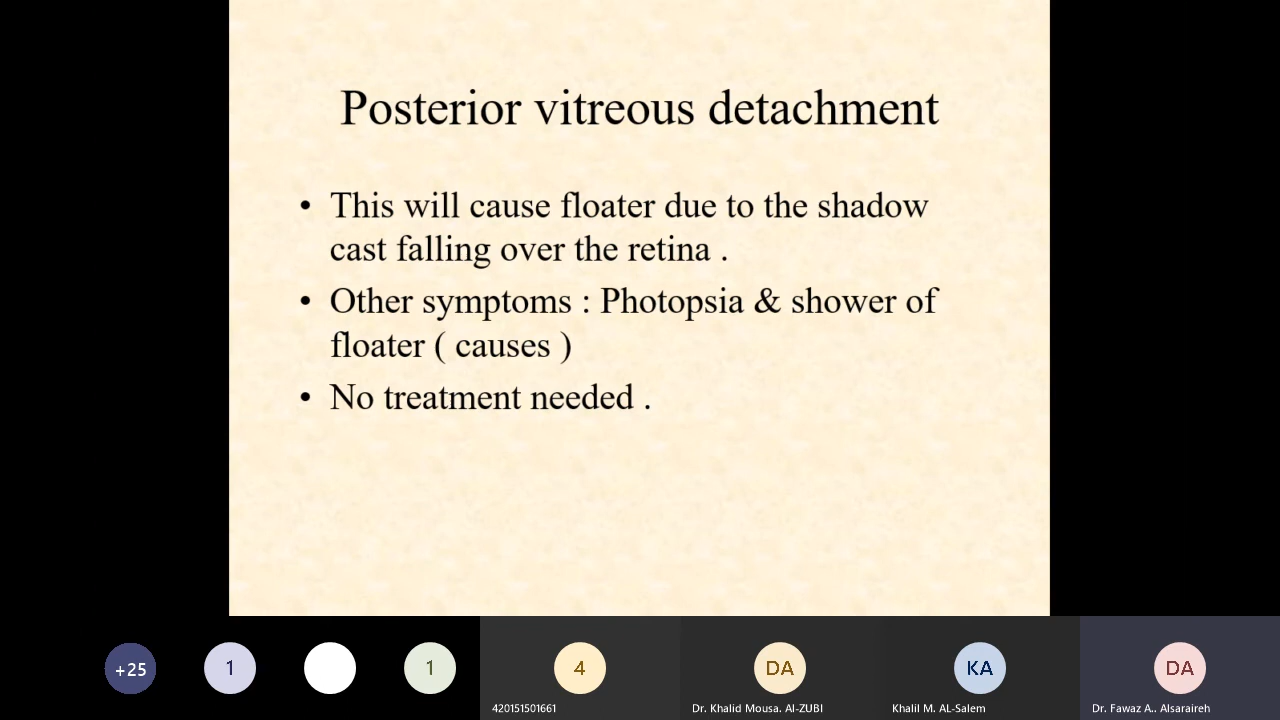 Posterior vitreous detachment
• This will cause floater due to the shadow
cast falling over the retina .
• Other symptoms : Photopsia & shower of
floater ( causes )
• No treatment needed .
+25
1
1
4
DA
KA
DA
420151501661
Dr. Khalid Mousa. Al-ZUBI
Khalil M. AL-Salem
Dr. Fawaz A.. Alsaraireh